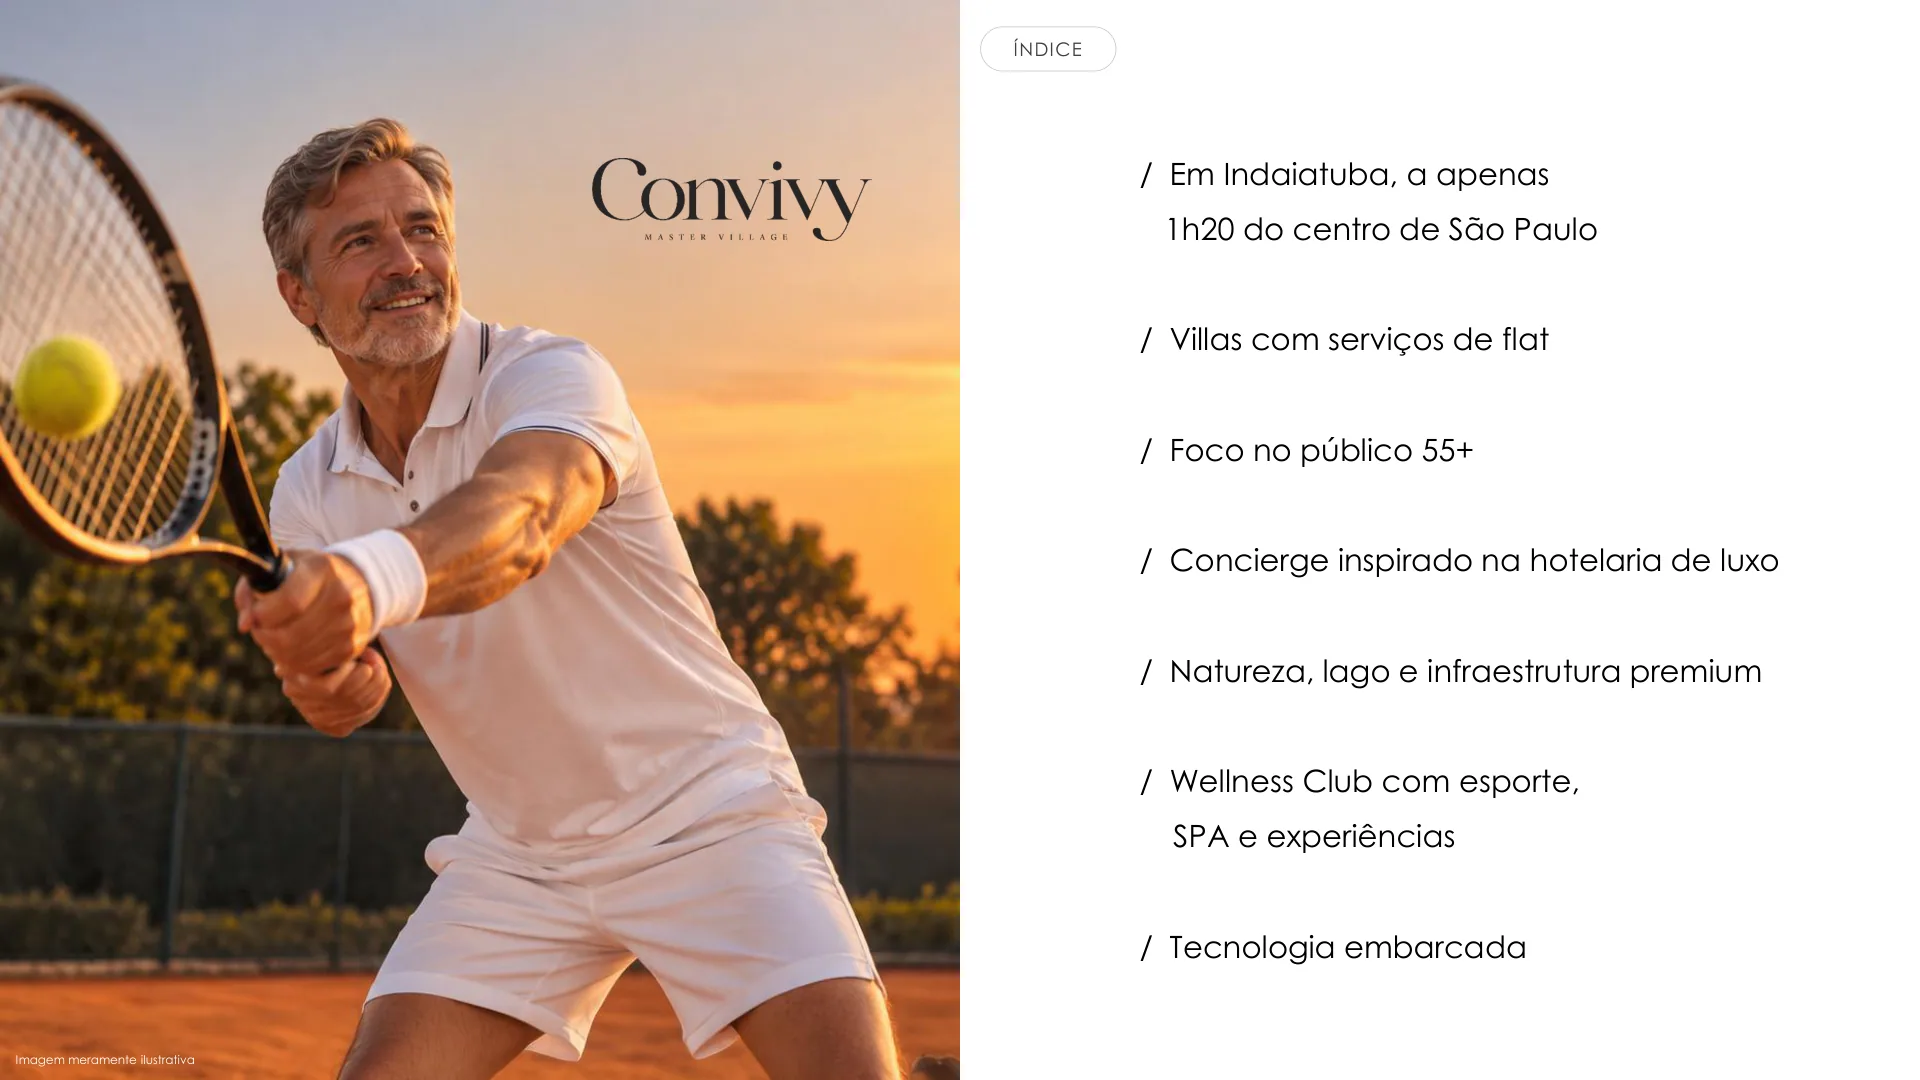 Convivy
MASTER VILLAGE
Imagem meramente ilustrativa
ÍNDICE
/ Em Indaiatuba, a apenas
1h20 do centro de São Paulo
/ Villas com serviços de flat
/ Foco no público 55+
/ Concierge inspirado na hotelaria de luxo
/ Natureza, lago e infraestrutura premium
/ Wellness Club com esporte,
SPA e experiências
/ Tecnologia embarcada